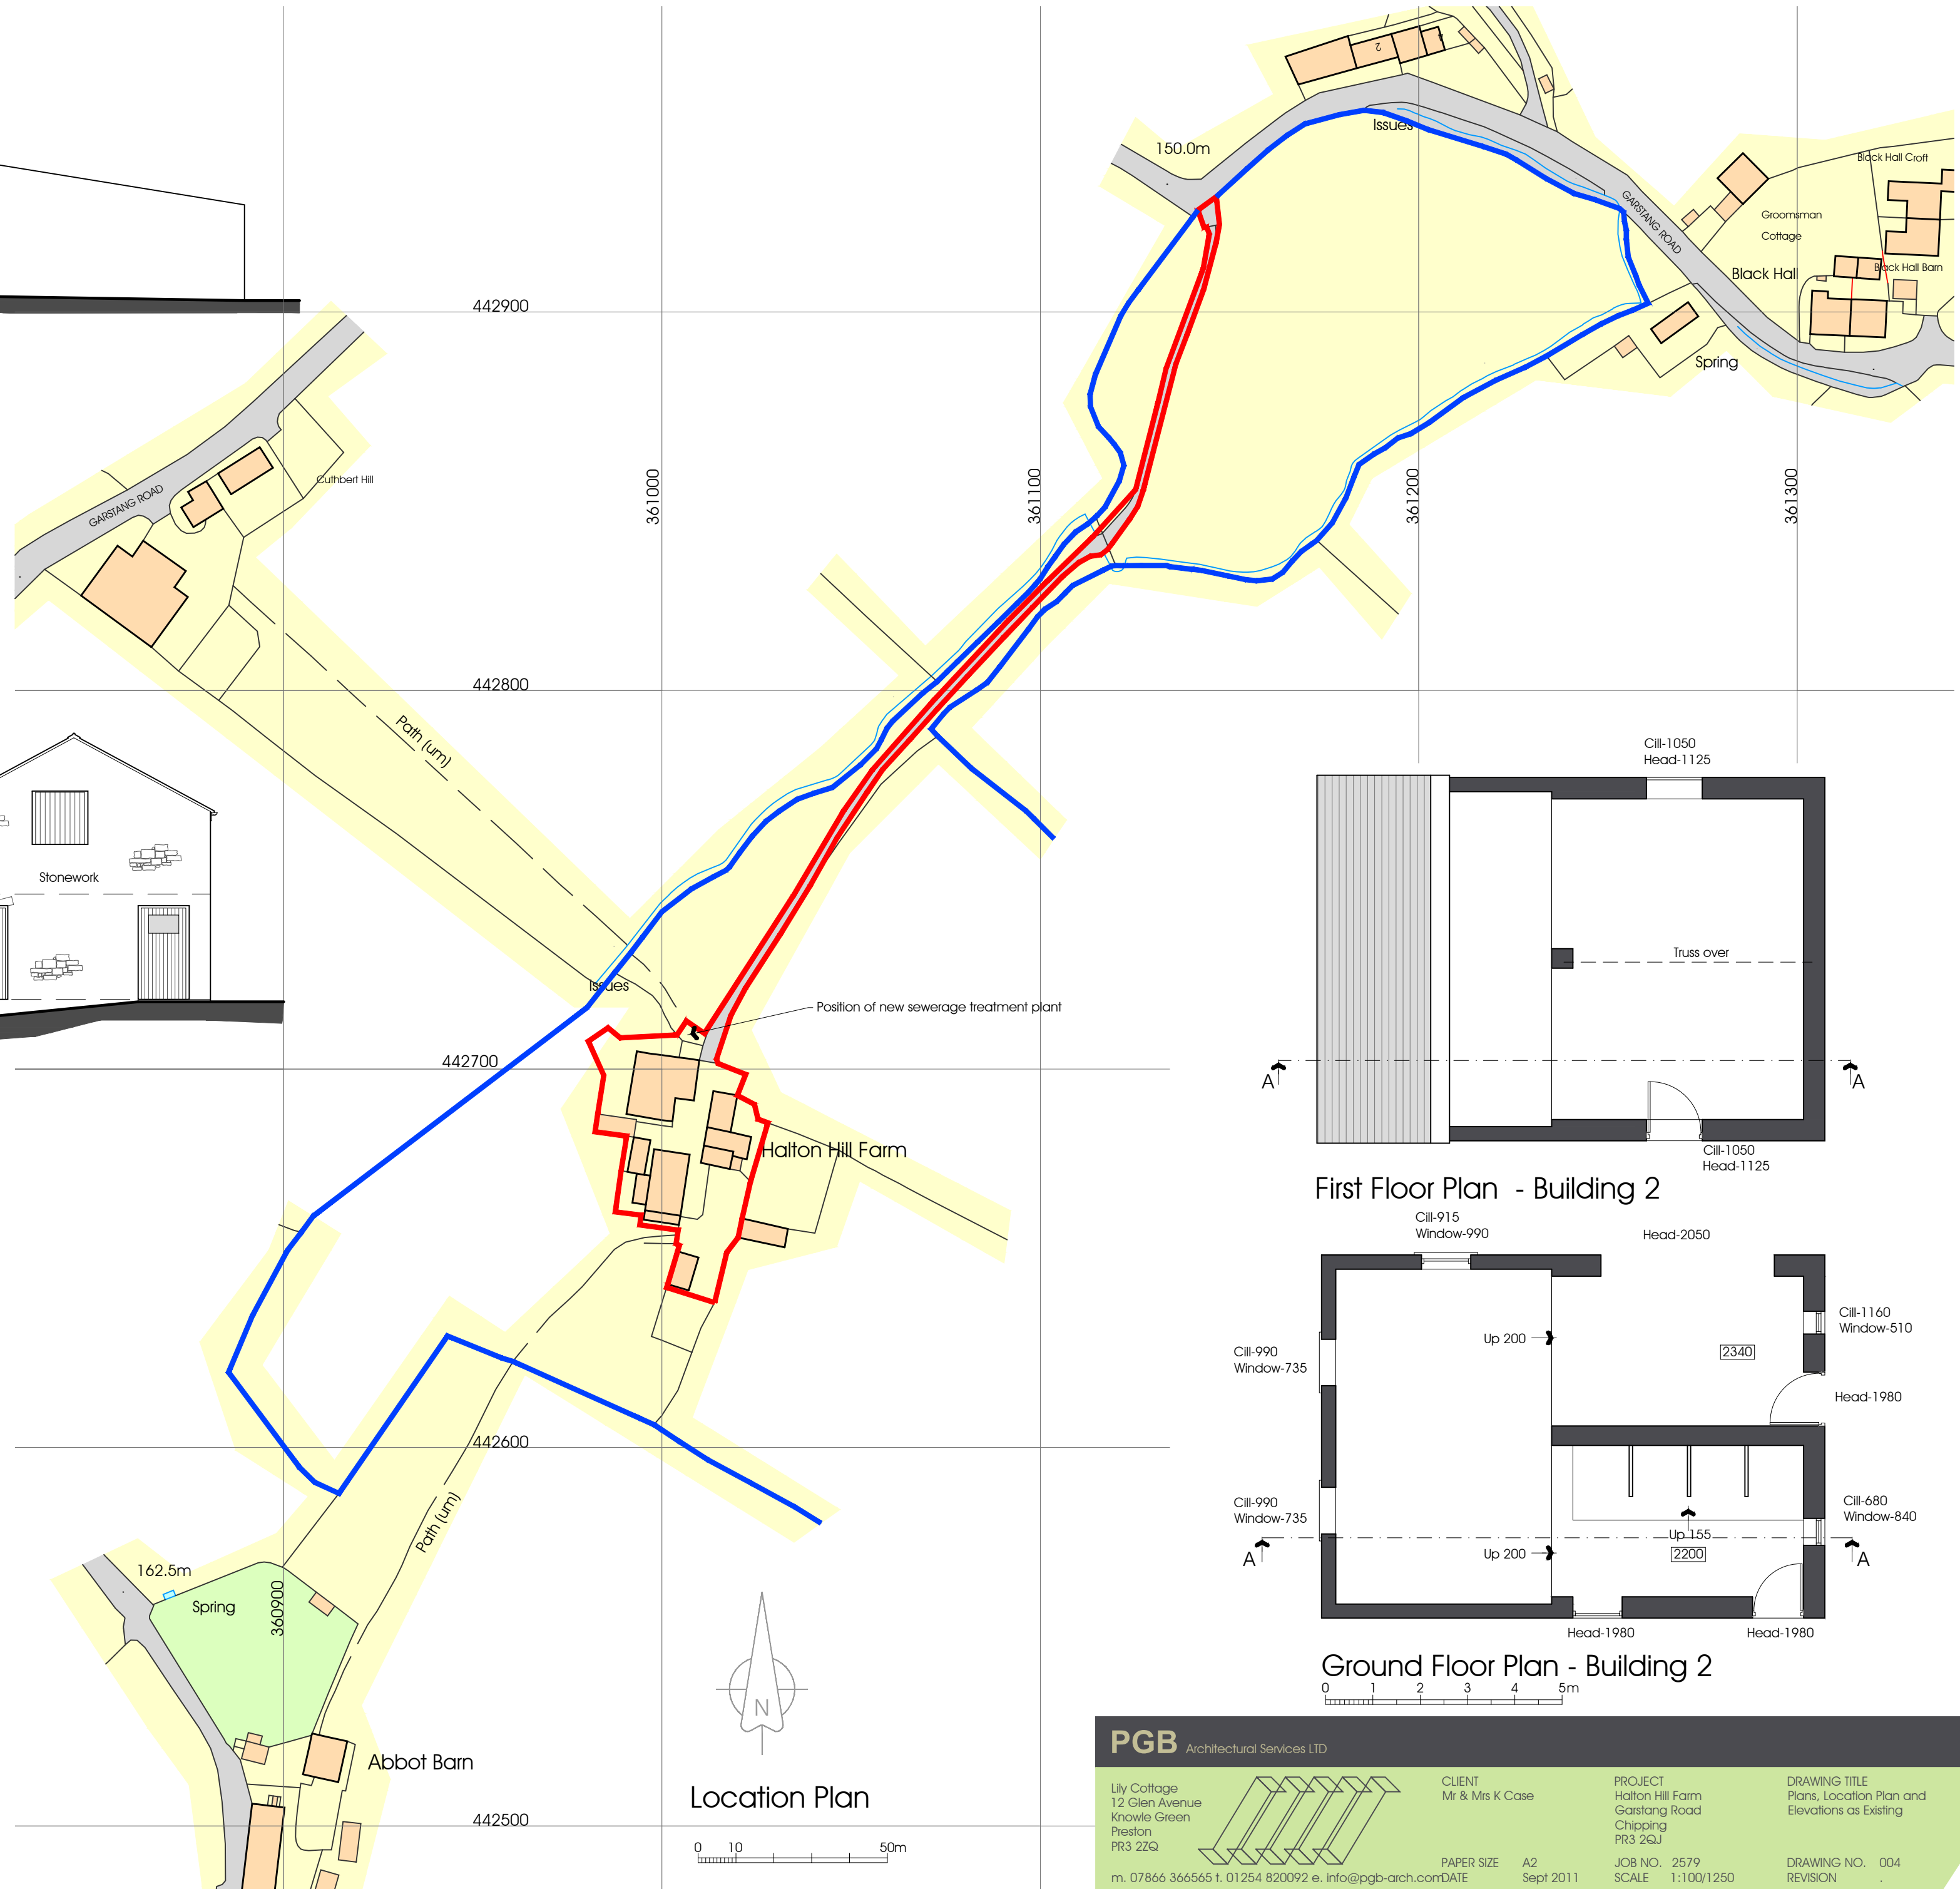 2
150.0m
Issues
Black Hall Croft
GARSTANG ROAD
Groomsman
Cottage
Black Hall
Black Hall Barn
442900
Spring
Cuthbert Hill
GARSTANG ROAD
361000
361100
361200
361300
442800
Path (um)
Cill-1050
Head-1125
Stonework
Truss over
Issues
Position of new sewerage treatment plant
442700
A
A
Halton Hill Farm
Cill-1050
Head-1125
First Floor Plan - Building 2
Cill-915
Window-990
Head-2050
Cill-1160
Window-510
Up 200
2340
Cill-990
Window-735
Head-1980
442600
Cill-990
Window-735
Cill-680
Window-840
Path (um)
Up 155
Up 200
2200
A
A
162.5m
Spring
360900
Head-1980
Head-1980
Ground Floor Plan - Building 2
0 1 2 3 4 5m
N
Abbot Barn
Location Plan
442500
0 10 50m
PGB Architectural Services LTD
Lily Cottage
12 Glen Avenue
Knowle Green
Preston
PR3 2ZQ
m. 07866 366565 t. 01254 820092 e. info@pgb-arch.com
CLIENT
Mr & Mrs K Case
PAPER SIZE A2
DATE Sept 2011
PROJECT
Halton Hill Farm
Garstang Road
Chipping
PR3 2QJ
JOB NO. 2579
SCALE 1:100/1250
DRAWING TITLE
Plans, Location Plan and
Elevations as Existing
DRAWING NO. 004
REVISION .